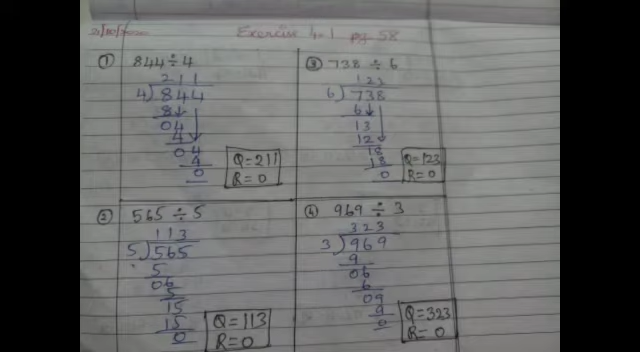 Exercise 4.1 pg 58
① 844 ÷ 4
211
4) 844
8
04
4
04
4
0
Q = 211
R = 0
② 565 ÷ 5
113
5) 565
5
06
5
15
15
0
Q = 113
R = 0
③ 738 ÷ 6
123
6) 738
6
13
12
18
18
0
Q = 123
R = 0
④ 969 ÷ 3
323
3) 969
9
06
6
09
9
0
Q = 323
R = 0